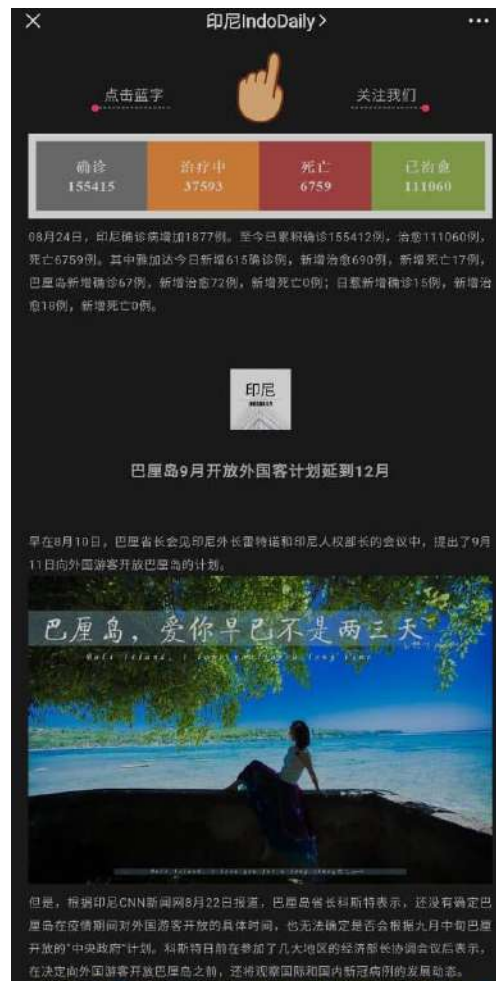 印尼IndoDaily>
点击蓝字
关注我们
确诊
治疗中
死亡
已治愈
155415
37593
6759
111060
08月24日，印尼确诊病增加1877例。至今已累积确诊155412例，治愈111060例，
死亡6759例。其中雅加达今日新增615确诊例，新增治愈690例，新增死亡17例，
巴厘岛新增确诊67例，新增治愈72例，新增死亡0例；日惹新增确诊15例，新增治
愈18例，新增死亡0例。
印尼
巴厘岛9月开放外国客计划延到12月
早在8月10日，巴厘省长会见印尼外长雷特诺和印尼人权部长的会议中，提出了9月
11日向外国游客开放巴厘岛的计划。
巴厘岛，爱你早已不是两三天
Bali island, I love you for a long time
但是，根据印尼CNN新闻网8月22日报道，巴厘岛省长科斯特表示，还没有确定巴
厘岛在疫情期间对外国游客开放的具体时间，也无法确定是否会根据九月中旬巴厘
开放的“中央政府”计划。科斯特日前在参加了几大地区的经济部长协调会议后表示，
在决定向外国游客开放巴厘岛之前，还将观察国际和国内新冠病例的发展动态。